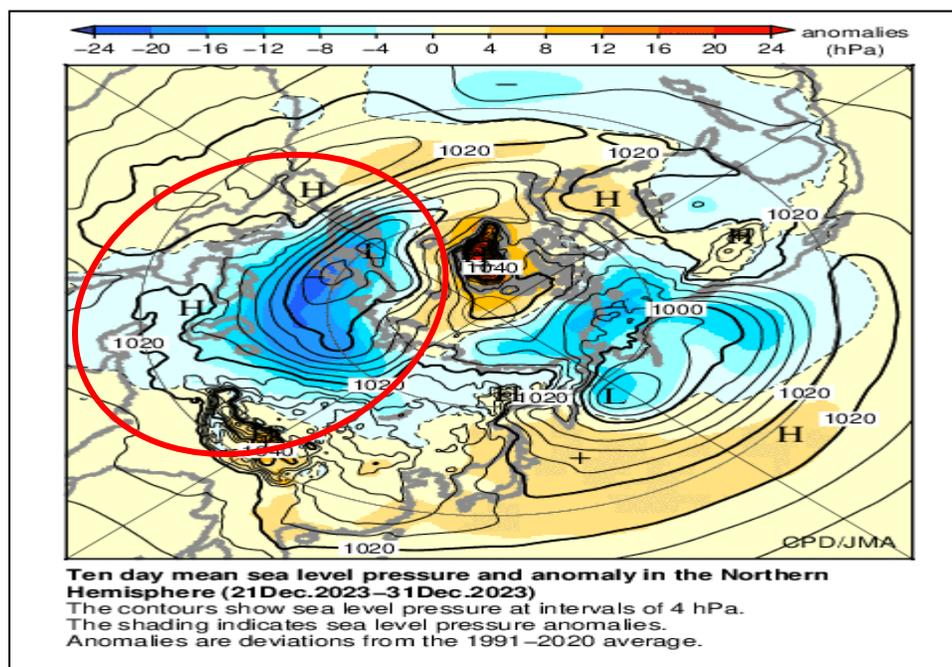 −24 −20 −16 −12 −8 −4 0 4 8 12 16 20 24 anomalies
(hPa)
−
1020
1020
H
H
1020
H
L
1040
H
1000
1020
1020
1020
H
1020
L
1020
H
1020
H
1040
+
1020
CPD/JMA
Ten day mean sea level pressure and anomaly in the Northern
Hemisphere (21Dec.2023−31Dec.2023)
The contours show sea level pressure at intervals of 4 hPa.
The shading indicates sea level pressure anomalies.
Anomalies are deviations from the 1991−2020 average.